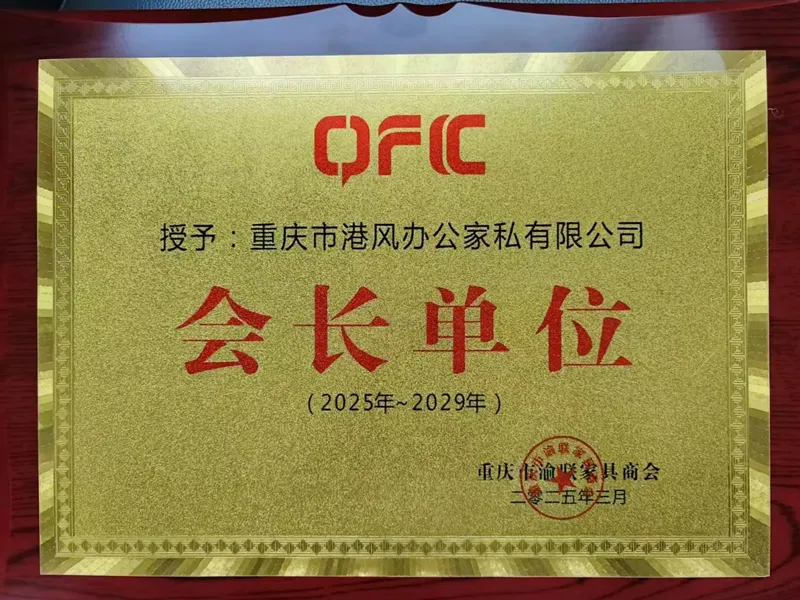 QFCC
授予：重庆市港风办公家私有限公司
会长单位
（2025年~2029年）
重庆市渝联家具商会
二零二五年三月